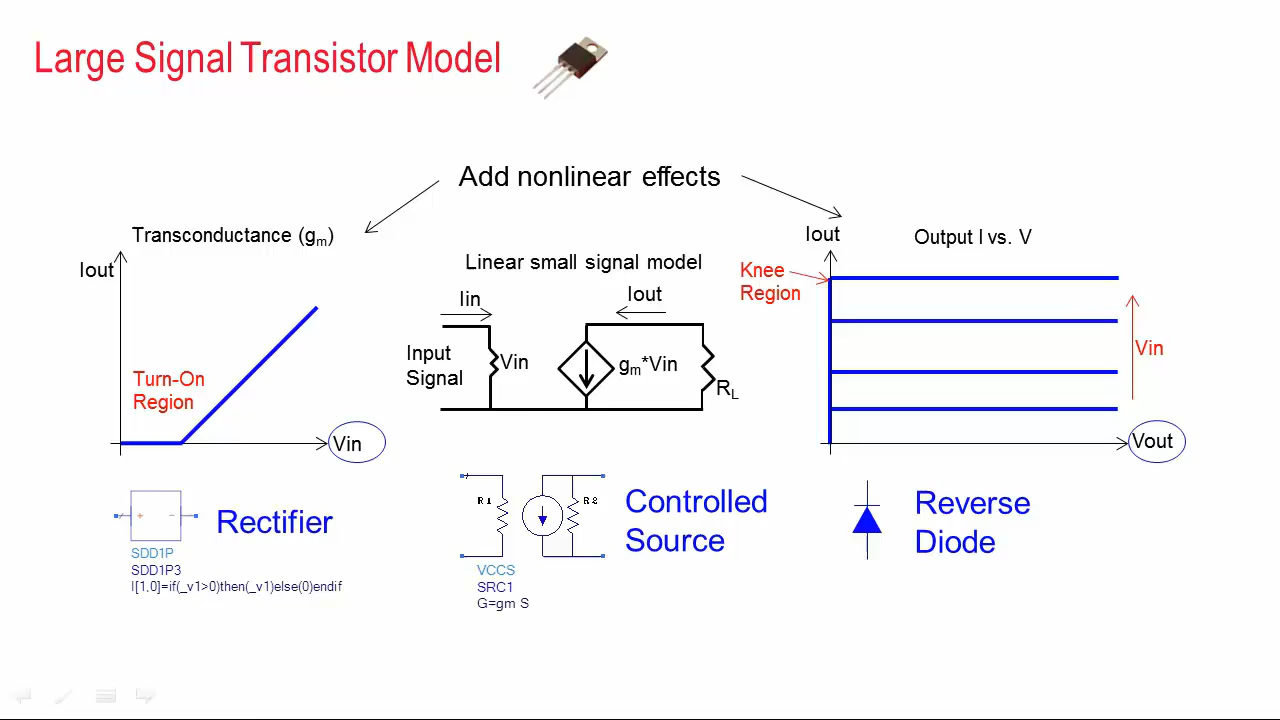 Large Signal Transistor Model
Add nonlinear effects
Transconductance (gm)
Iout
Turn-On
Region
Vin
Linear small signal model
Iin
Iout
Input
Signal
Vin
gm*Vin
RL
Iout
Output I vs. V
Knee
Region
Vin
Vout
Rectifier
SDD1P
SDD1P3
I[1,0]=if(_v1>0)then(_v1)else(0)endif
R1
R2
Controlled
Source
VCCS
SRC1
G=gm S
Reverse
Diode